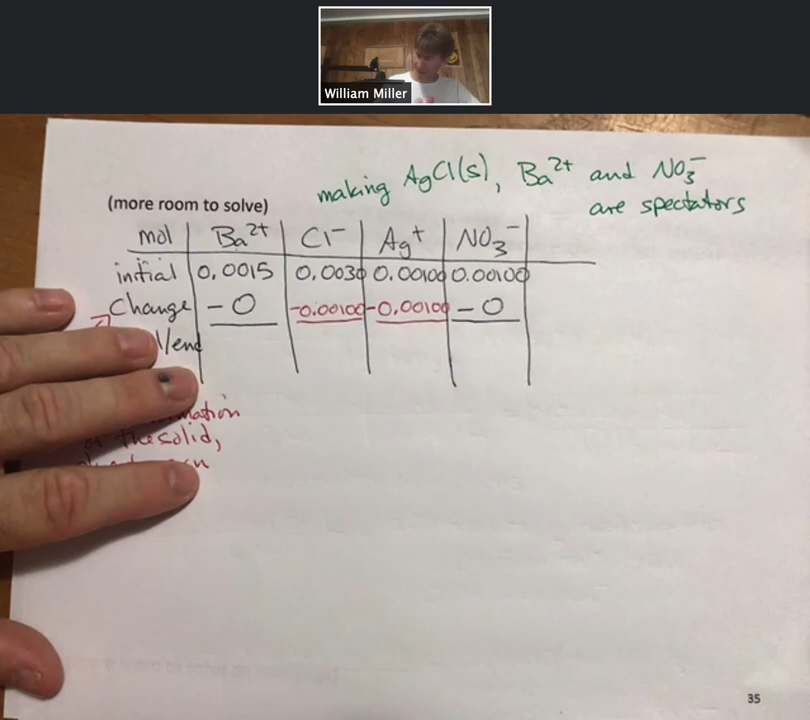 William Miller
making AgCl(s), Ba²⁺ and NO₃⁻
are spectators
(more room to solve)
mol Ba²⁺ Cl⁻ Ag⁺ NO₃⁻
initial 0.0015 0.0030 0.00100 0.00100
Change -0 -0.00100 -0.00100 -0
/end
the solid,
35